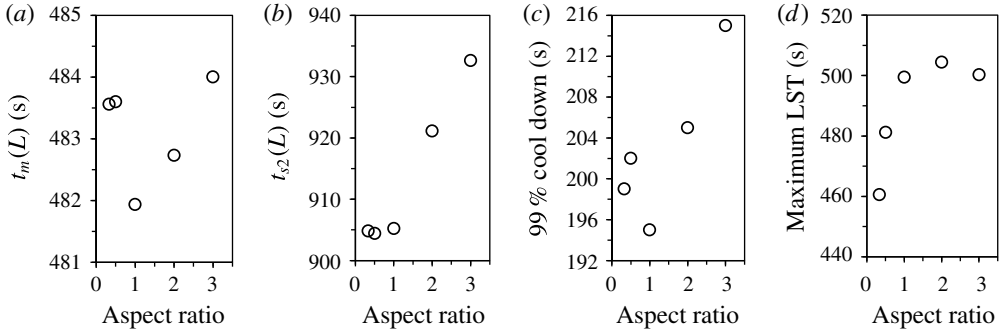 (a)
485
484
483
482
481
t_m(L) (s)
0 1 2 3
Aspect ratio
(b)
940
930
920
910
900
t_{s2}(L) (s)
0 1 2 3
Aspect ratio
(c)
216
212
208
204
200
196
192
99 % cool down (s)
0 1 2 3
Aspect ratio
(d)
520
500
480
460
440
Maximum LST (s)
0 1 2 3
Aspect ratio